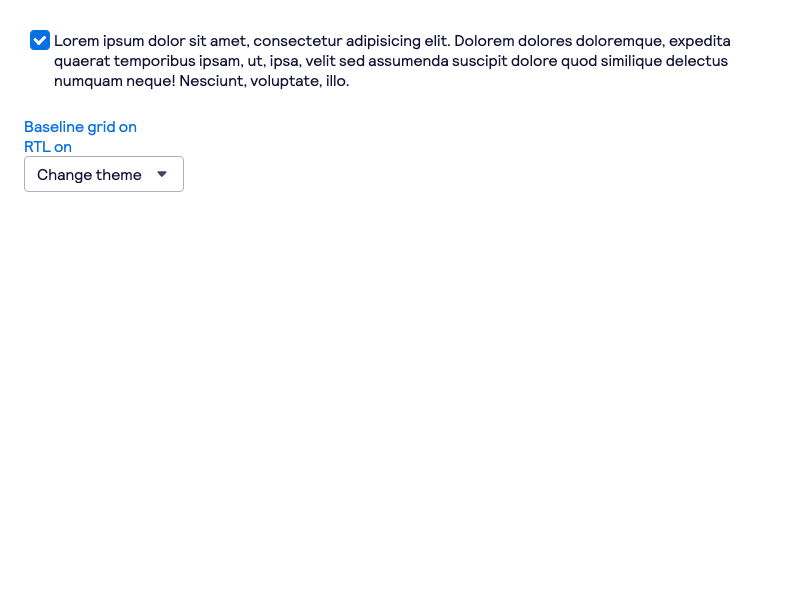 Lorem ipsum dolor sit amet, consectetur adipisicing elit. Dolorem dolores doloremque, expedita
quaerat temporibus ipsam, ut, ipsa, velit sed assumenda suscipit dolore quod similique delectus
numquam neque! Nesciunt, voluptate, illo.
Baseline grid on
RTL on
Change theme